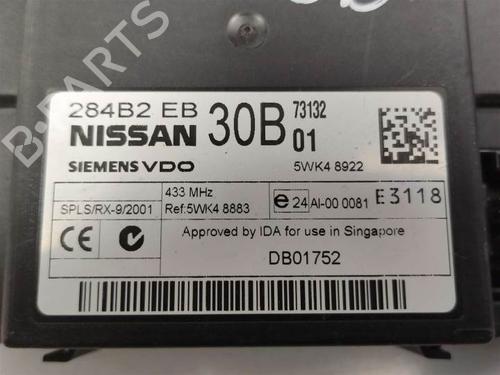 284B2 EB 30B 73132 01
NISSAN
SIEMENS VDO 5WK4 8922
433 MHz
SPLS/RX-9/2001 Ref:5WK4 8883 e 24 AI-00 0081 E3118
CE Approved by IDA for use in Singapore
DB01752
B-PARTS